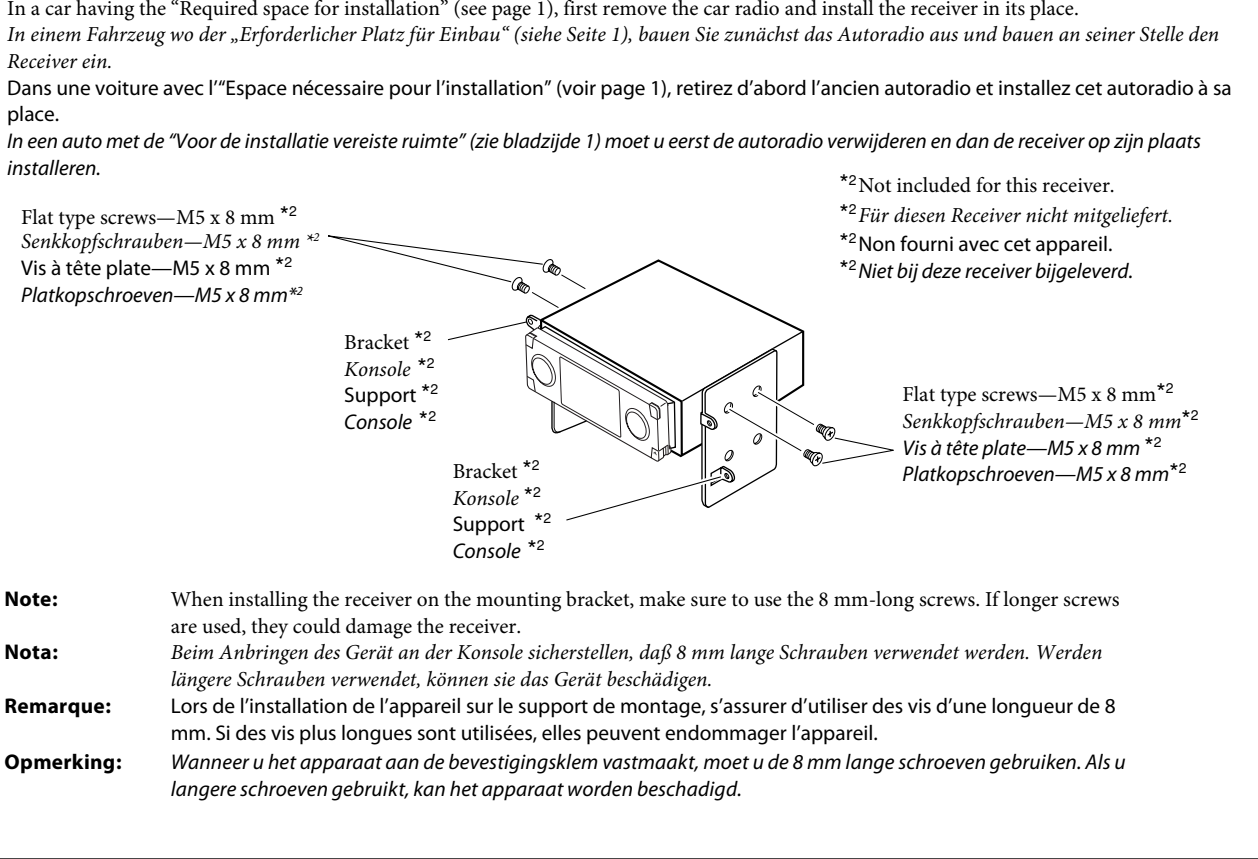 In a car having the “Required space for installation” (see page 1), first remove the car radio and install the receiver in its place.
In einem Fahrzeug wo der „Erforderlicher Platz für Einbau“ (siehe Seite 1), bauen Sie zunächst das Autoradio aus und bauen an seiner Stelle den
Receiver ein.
Dans une voiture avec l’“Espace nécessaire pour l’installation” (voir page 1), retirez d’abord l’ancien autoradio et installez cet autoradio à sa
place.
In een auto met de “Voor de installatie vereiste ruimte” (zie bladzijde 1) moet u eerst de autoradio verwijderen en dan de receiver op zijn plaats
installeren.
*2Not included for this receiver.
*2Für diesen Receiver nicht mitgeliefert.
*2Non fourni avec cet appareil.
*2Niet bij deze receiver bijgeleverd.
Flat type screws—M5 x 8 mm *2
Senkkopfschrauben—M5 x 8 mm *2
Vis à tête plate—M5 x 8 mm *2
Platkopschroeven—M5 x 8 mm*2
Bracket *2
Konsole *2
Support *2
Console *2
Flat type screws—M5 x 8 mm*2
Senkkopfschrauben—M5 x 8 mm*2
Vis à tête plate—M5 x 8 mm *2
Platkopschroeven—M5 x 8 mm*2
Bracket *2
Konsole *2
Support *2
Console *2
Note: When installing the receiver on the mounting bracket, make sure to use the 8 mm-long screws. If longer screws
are used, they could damage the receiver.
Nota: Beim Anbringen des Gerät an der Konsole sicherstellen, daß 8 mm lange Schrauben verwendet werden. Werden
längere Schrauben verwendet, können sie das Gerät beschädigen.
Remarque: Lors de l’installation de l’appareil sur le support de montage, s’assurer d’utiliser des vis d’une longueur de 8
mm. Si des vis plus longues sont utilisées, elles peuvent endommager l’appareil.
Opmerking: Wanneer u het apparaat aan de bevestigingsklem vastmaakt, moet u de 8 mm lange schroeven gebruiken. Als u
langere schroeven gebruikt, kan het apparaat worden beschadigd.